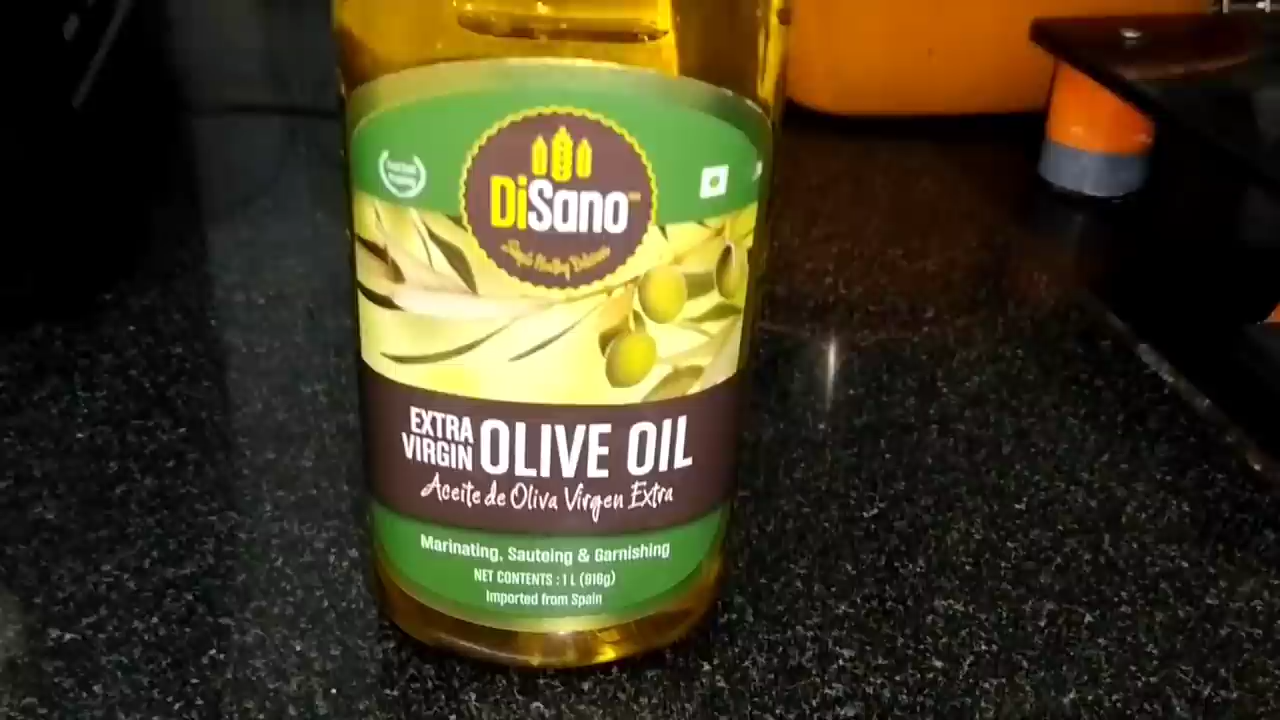 DiSano
EXTRA VIRGIN OLIVE OIL
Aceite de Oliva Virgen Extra
Marinating, Sauteing & Garnishing
NET CONTENTS : 1 L (916g)
Imported from Spain